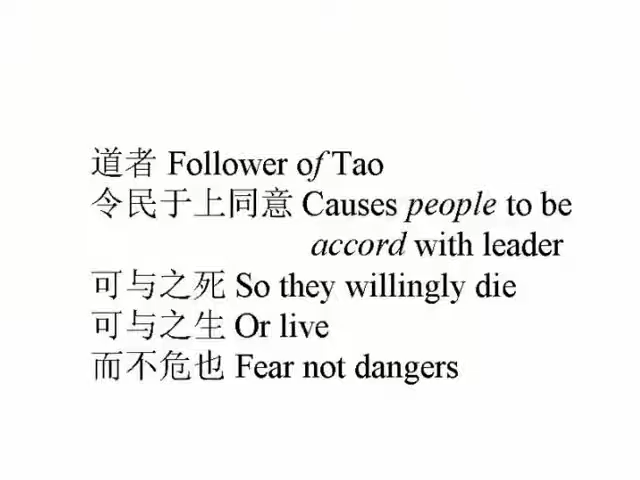 道者 Follower of Tao
令民于上同意 Causes people to be
accord with leader
可与之死 So they willingly die
可与之生 Or live
而不危也 Fear not dangers